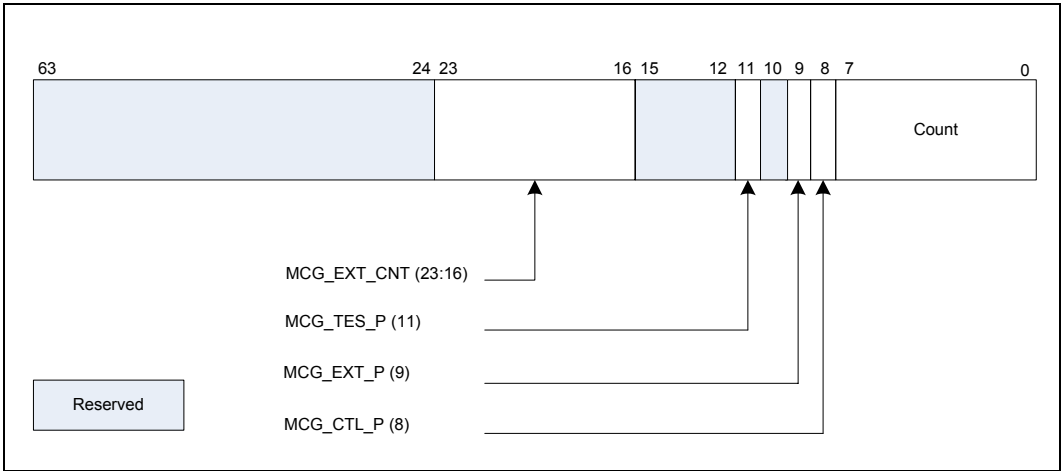 63 24 23 16 15 12 11 10 9 8 7 0
Count
MCG_EXT_CNT (23:16)
MCG_TES_P (11)
MCG_EXT_P (9)
Reserved
MCG_CTL_P (8)